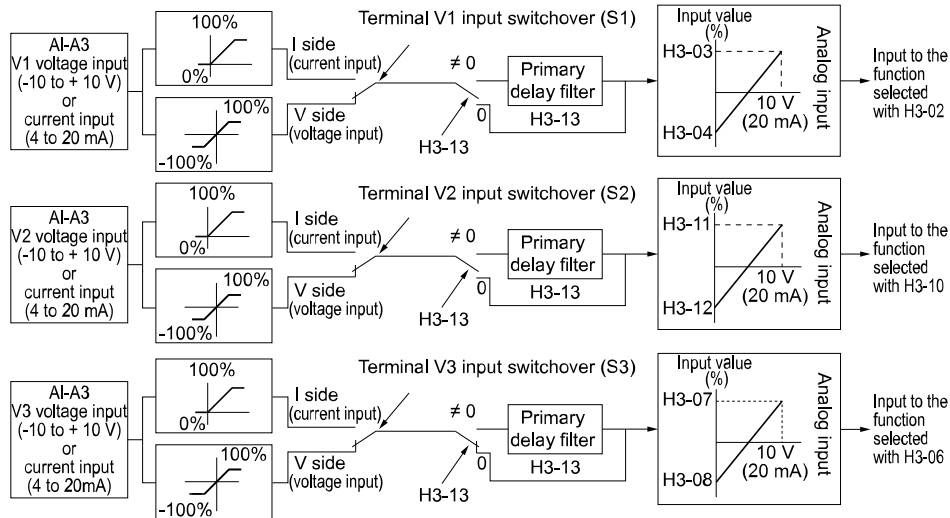 Terminal V1 input switchover (S1)
AI-A3
V1 voltage input
(-10 to + 10 V)
or
current input
(4 to 20 mA)
100%
0%
100%
-100%
I side
(current input)
V side
(voltage input)
≠ 0
0
H3-13
Primary
delay filter
H3-13
Input value
(%)
H3-03
H3-04
10 V
(20 mA)
Analog input
Input to the
function
selected
with H3-02
Terminal V2 input switchover (S2)
AI-A3
V2 voltage input
(-10 to + 10 V)
or
current input
(4 to 20 mA)
100%
0%
100%
-100%
I side
(current input)
V side
(voltage input)
≠ 0
0
H3-13
Primary
delay filter
H3-13
Input value
(%)
H3-11
H3-12
10 V
(20 mA)
Analog input
Input to the
function
selected
with H3-10
Terminal V3 input switchover (S3)
AI-A3
V3 voltage input
(-10 to + 10 V)
or
current input
(4 to 20mA)
100%
0%
100%
-100%
I side
(current input)
V side
(voltage input)
≠ 0
0
H3-13
Primary
delay filter
H3-13
Input value
(%)
H3-07
H3-08
10 V
(20 mA)
Analog input
Input to the
function
selected
with H3-06